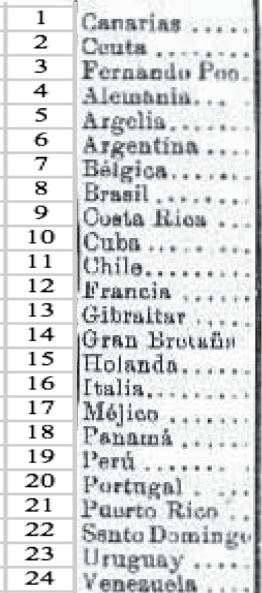 1 Canarias .....
2 Ceuta ........
3 Fernando Poo.
4 Alemania...
5 Argelia.......
6 Argentina ....
7 Bélgica........
8 Brasil ........
9 Costa Rica ...
10 Cuba ..... ...
11 Chile.........
12 Francia ......
13 Gibraltar .....
14 Gran Bretaña
15 Holanda......
16 Italia.........
17 Méjico .......
18 Panamá ......
19 Perú ....... .
20 Portugal . ...
21 Puerto Rico ..
22 Santo Domingo
23 Uruguay .....
24 Venezuela ....